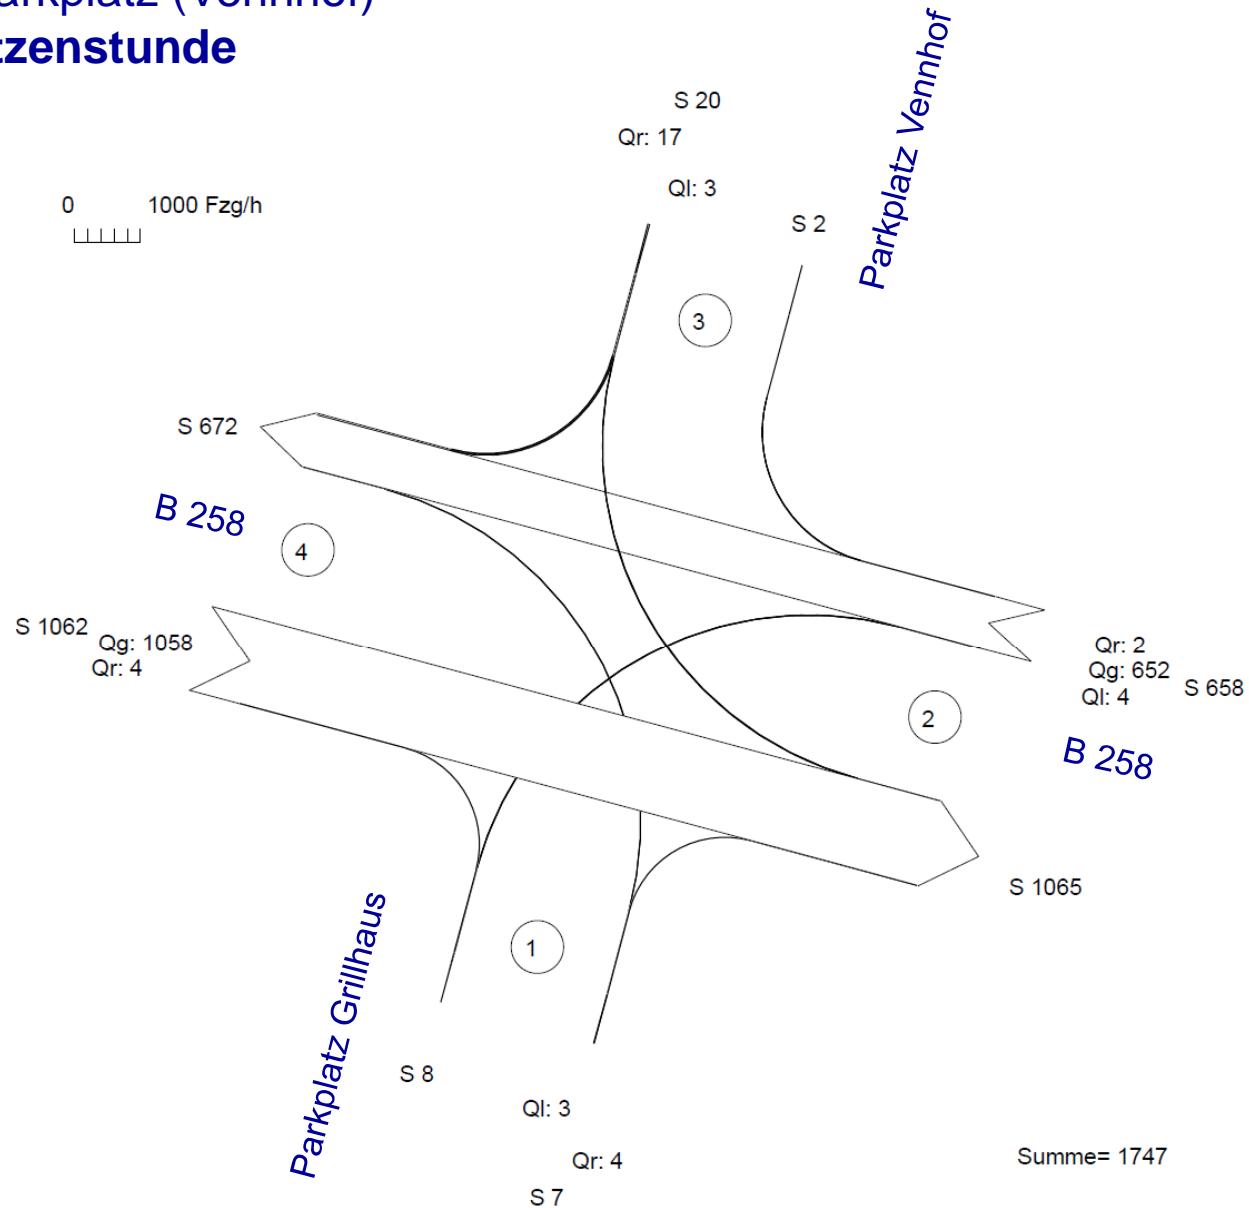 (Vennhof)
S 20
Parkplatz Vennhof
Qr: 17
Ql: 3
0 1000 Fzg/h
S 2
3
S 672
B 258
4
S 1062
Qg: 1058
Qr: 4
Qr: 2
Qg: 652
Ql: 4
S 658
2
B 258
S 1065
Parkplatz Grillhaus
1
S 8
Ql: 3
Qr: 4
S 7
Summe= 1747